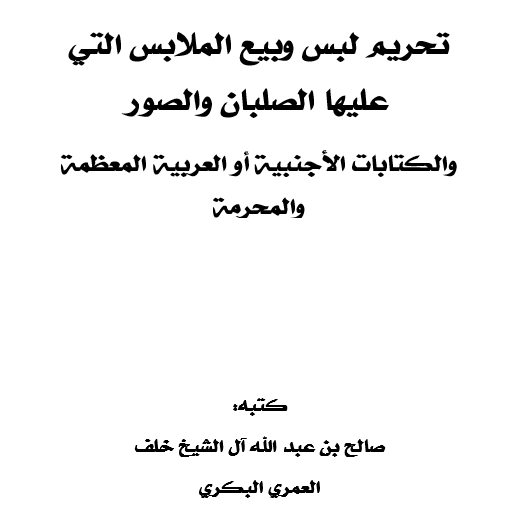 تحريم لبس وبيع الملابس التي
عليها الصلبان والصور
والكتابات الأجنبية أو العربية المعظمة
والمحرمة
كتبه:
صالح بن عبد الله آل الشيخ خلف
العمري البكري